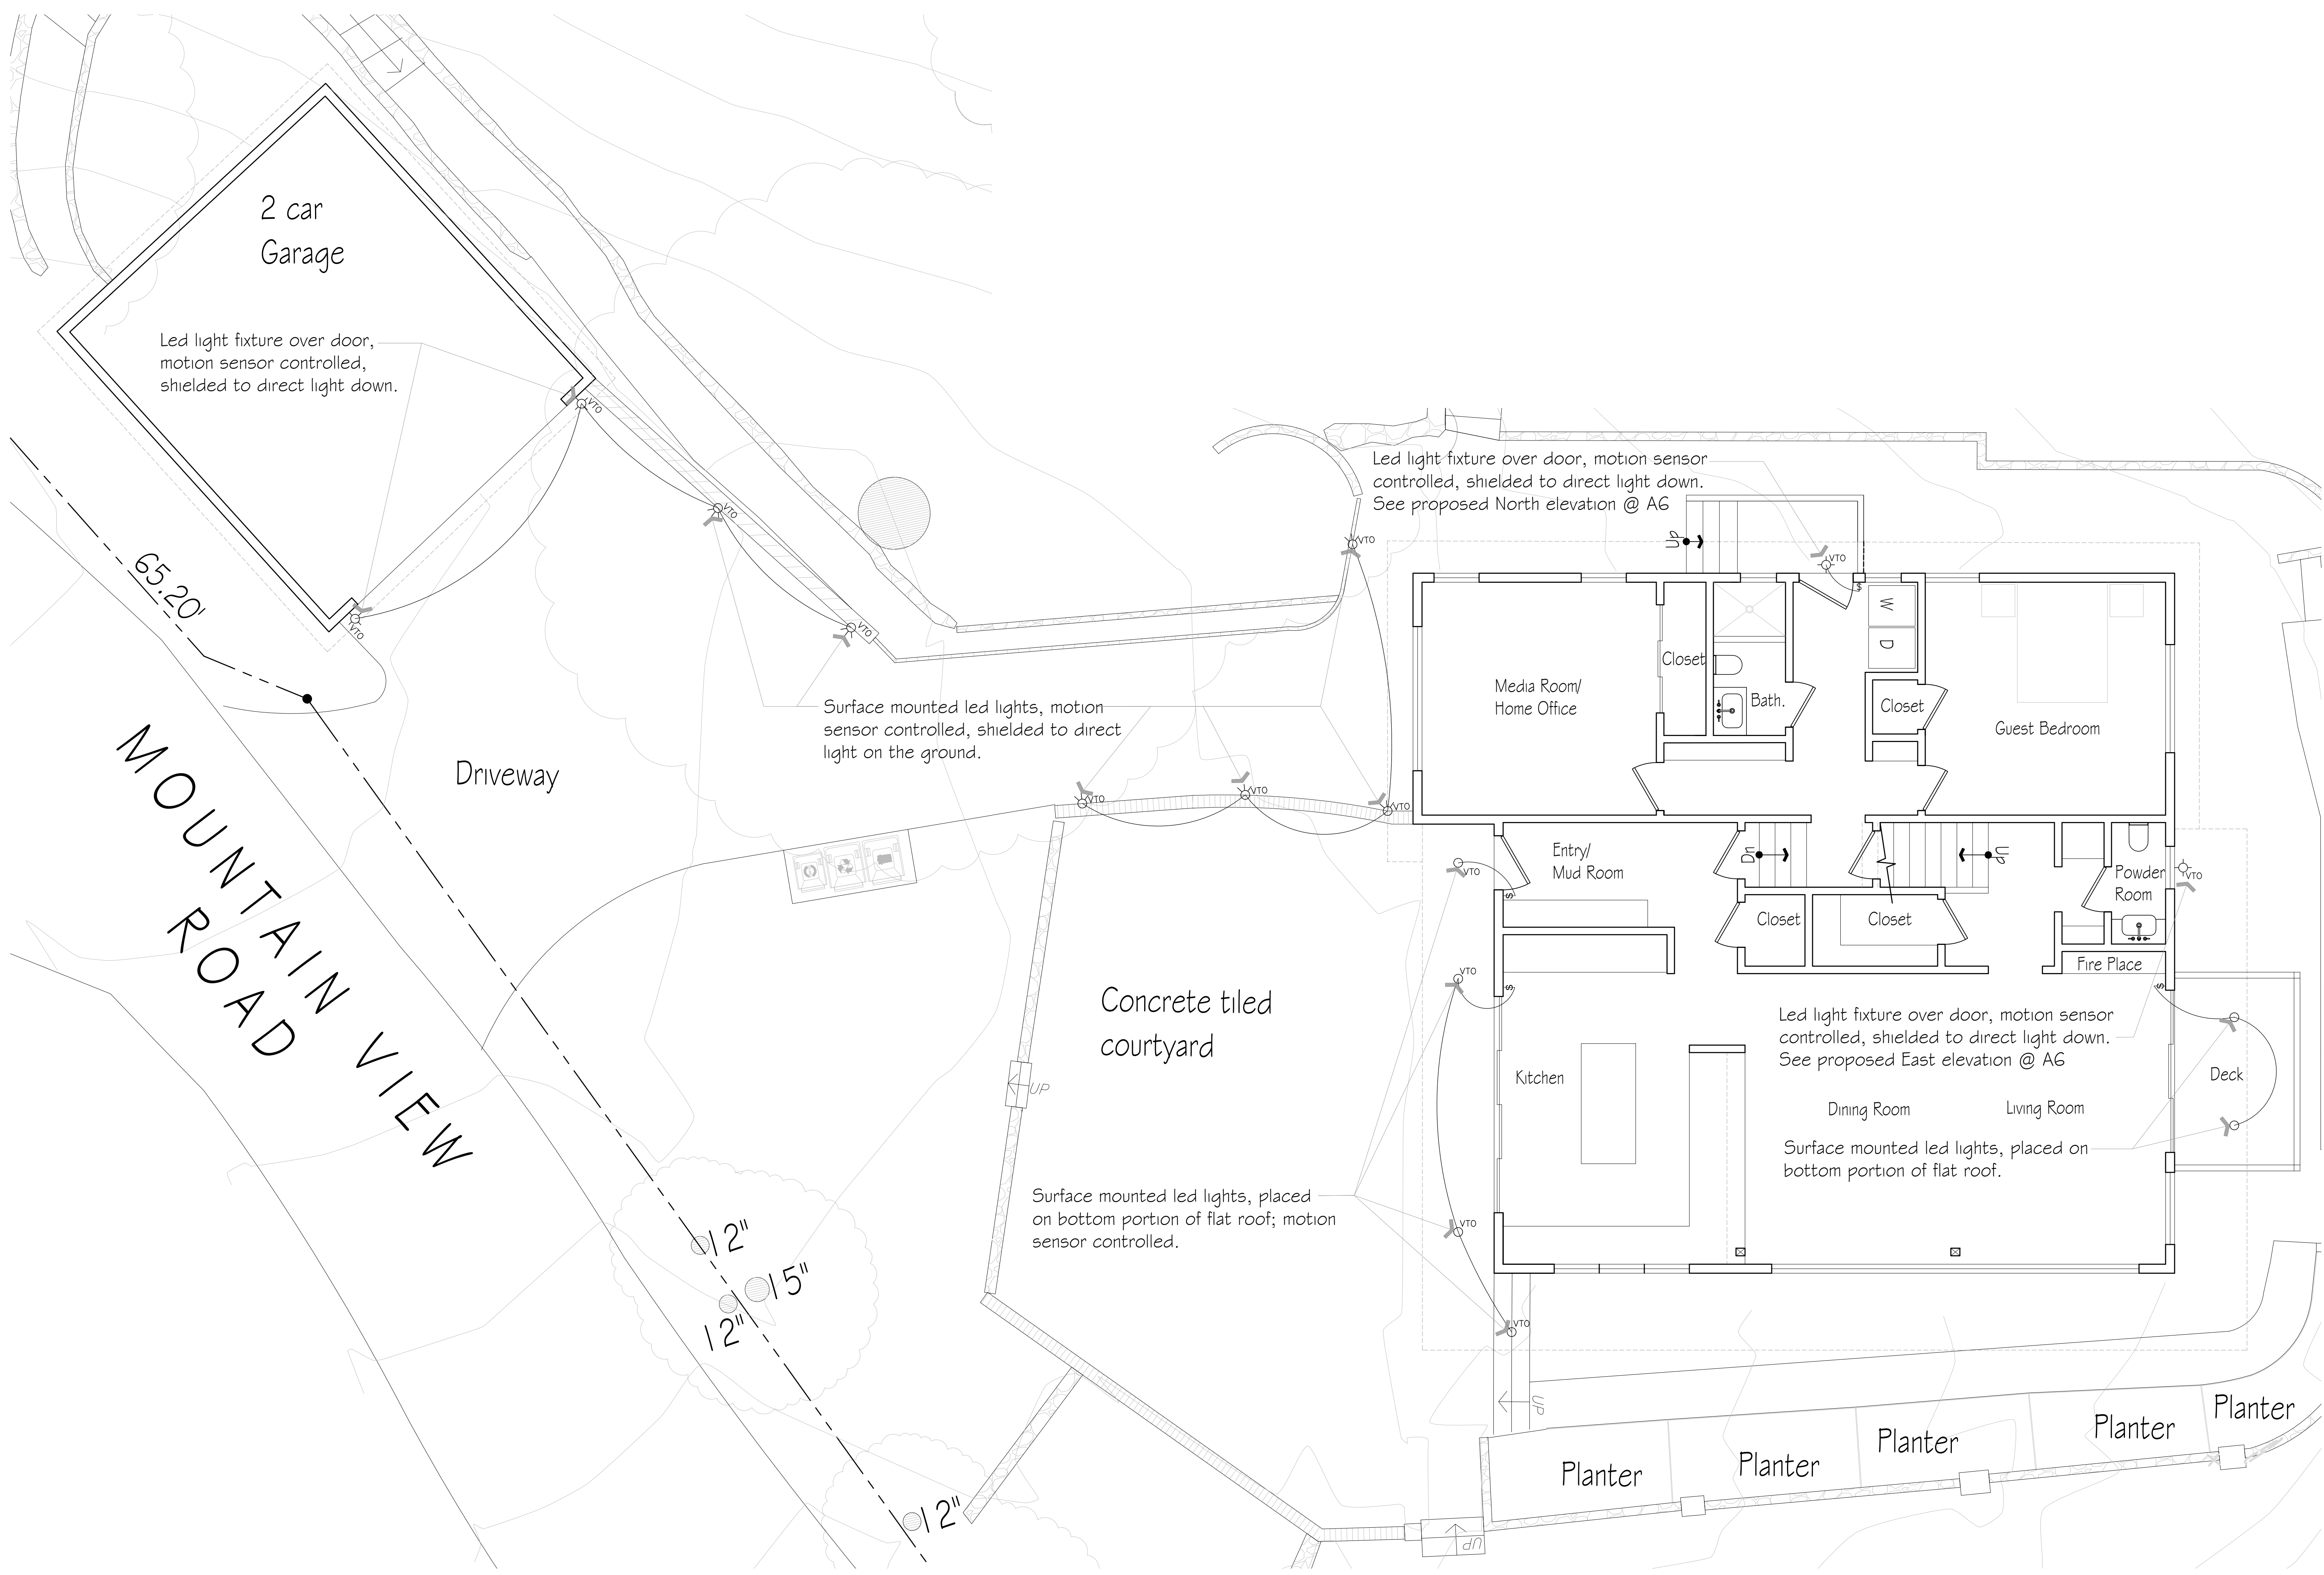 2 car
Garage
Led light fixture over door,
motion sensor controlled,
shielded to direct light down.
VTO
VTO
VTO
VTO
65.20'
MOUNTAIN VIEW
ROAD
Driveway
Surface mounted led lights, motion
sensor controlled, shielded to direct
light on the ground.
VTO
VTO
VTO
VTO
Led light fixture over door, motion sensor
controlled, shielded to direct light down.
See proposed North elevation @ A6
Up
VTO
$
W
D
Closet
Media Room/
Home Office
Bath.
Closet
Guest Bedroom
Entry/
Mud Room
VTO
$
Dn
Up
Powder
Room
VTO
Closet
Closet
Fire Place
VTO
$
$
Concrete tiled
courtyard
UP
Led light fixture over door, motion sensor
controlled, shielded to direct light down.
See proposed East elevation @ A6
Kitchen
Deck
Dining Room
Living Room
Surface mounted led lights, placed on
bottom portion of flat roof.
Surface mounted led lights, placed
on bottom portion of flat roof; motion
sensor controlled.
VTO
VTO
12"
15"
12"
12"
UP
Planter
Planter
Planter
Planter
Planter
UP